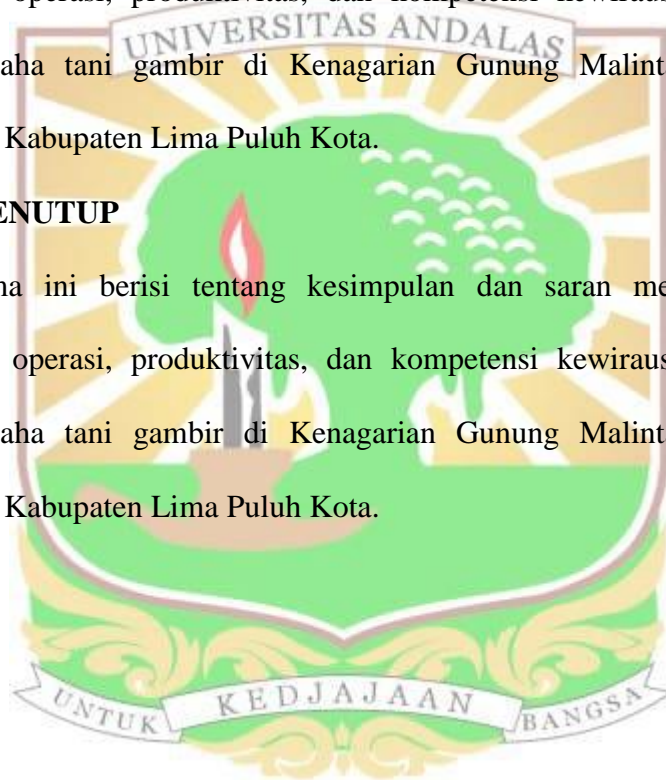 operasi, produktivitas, dan kompetensi kewiraus
UNIVERSITAS ANDALAS
aha tani gambir di Kenagarian Gunung Malint
Kabupaten Lima Puluh Kota.
ENUTUP
na ini berisi tentang kesimpulan dan saran me
operasi, produktivitas, dan kompetensi kewiraus
aha tani gambir di Kenagarian Gunung Malint
Kabupaten Lima Puluh Kota.
UNTUK KEDJAJAAN BANGSA